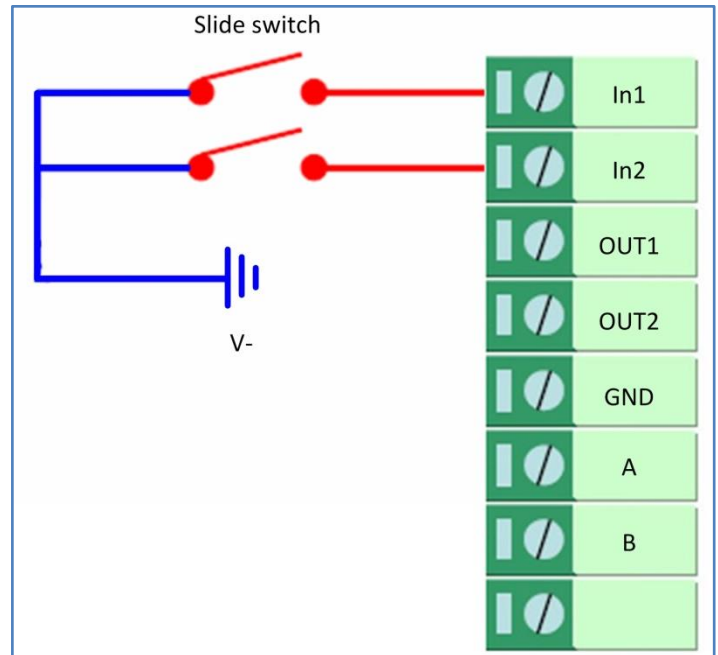 Slide switch
In1
In2
OUT1
OUT2
V-
GND
A
B